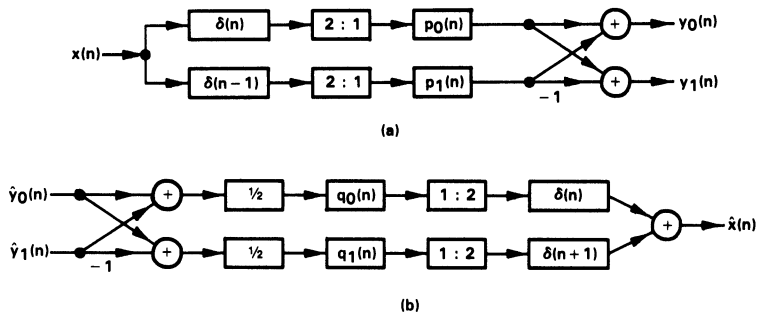 δ(n) 2 : 1 p₀(n) y₀(n)
x(n)
δ(n−1) 2 : 1 p₁(n) −1 y₁(n)
(a)
ŷ₀(n) ½ q₀(n) 1 : 2 δ(n)
x̂(n)
ŷ₁(n) −1 ½ q₁(n) 1 : 2 δ(n+1)
(b)